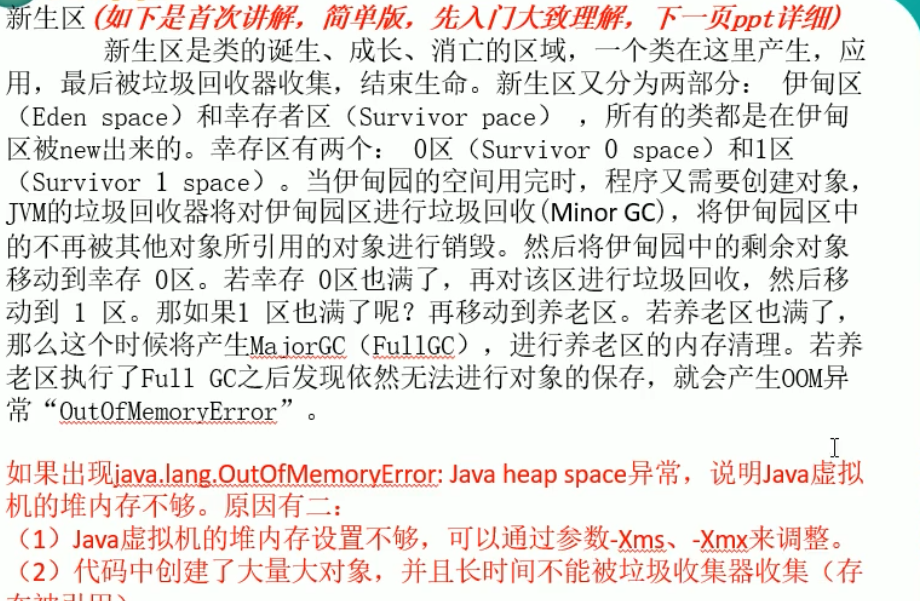 新生区(如下是首次讲解，简单版，先入门大致理解，下一页ppt详细)
新生区是类的诞生、成长、消亡的区域，一个类在这里产生，应
用，最后被垃圾回收器收集，结束生命。新生区又分为两部分： 伊甸区
（Eden space）和幸存者区（Survivor pace） ，所有的类都是在伊甸
区被new出来的。幸存区有两个： 0区（Survivor 0 space）和1区
（Survivor 1 space）。当伊甸园的空间用完时，程序又需要创建对象，
JVM的垃圾回收器将对伊甸园区进行垃圾回收(Minor GC)，将伊甸园区中
的不再被其他对象所引用的对象进行销毁。然后将伊甸园中的剩余对象
移动到幸存 0区。若幸存 0区也满了，再对该区进行垃圾回收，然后移
动到 1 区。那如果1 区也满了呢？再移动到养老区。若养老区也满了，
那么这个时候将产生MajorGC（FullGC），进行养老区的内存清理。若养
老区执行了Full GC之后发现依然无法进行对象的保存，就会产生OOM异
常“OutOfMemoryError”。
如果出现java.lang.OutOfMemoryError: Java heap space异常，说明Java虚拟
机的堆内存不够。原因有二：
（1）Java虚拟机的堆内存设置不够，可以通过参数-Xms、-Xmx来调整。
（2）代码中创建了大量大对象，并且长时间不能被垃圾收集器收集（存